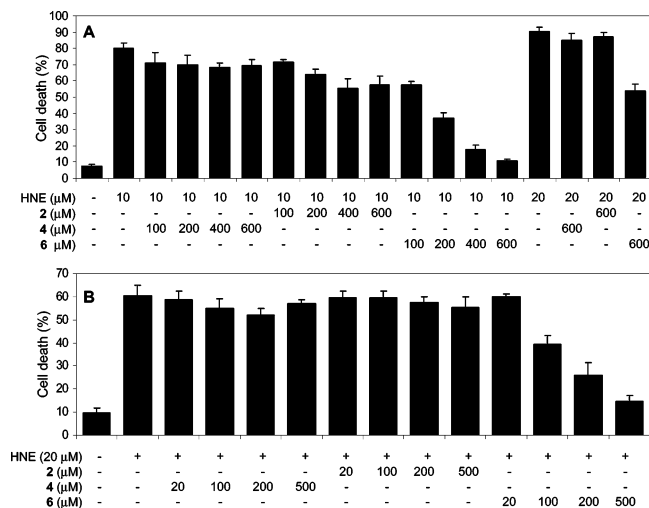 A
Cell death (%)
100
90
80
70
60
50
40
30
20
10
0
HNE (μM) - 10 10 10 10 10 10 10 10 10 10 10 10 10 20 20 20 20
2 (μM) - - - - - - 100 200 400 600 - - - - - - 600 -
4 (μM) - - 100 200 400 600 - - - - - - - - - 600 - -
6 μM) - - - - - - - - - - 100 200 400 600 - - - 600
B
Cell death (%)
70
60
50
40
30
20
10
0
HNE (20 μM) - + + + + + + + + + + + + +
2 (μM) - - - - - - 20 100 200 500 - - - -
4 (μM) - - 20 100 200 500 - - - - - - - -
6 (μM) - - - - - - - - - - 20 100 200 500